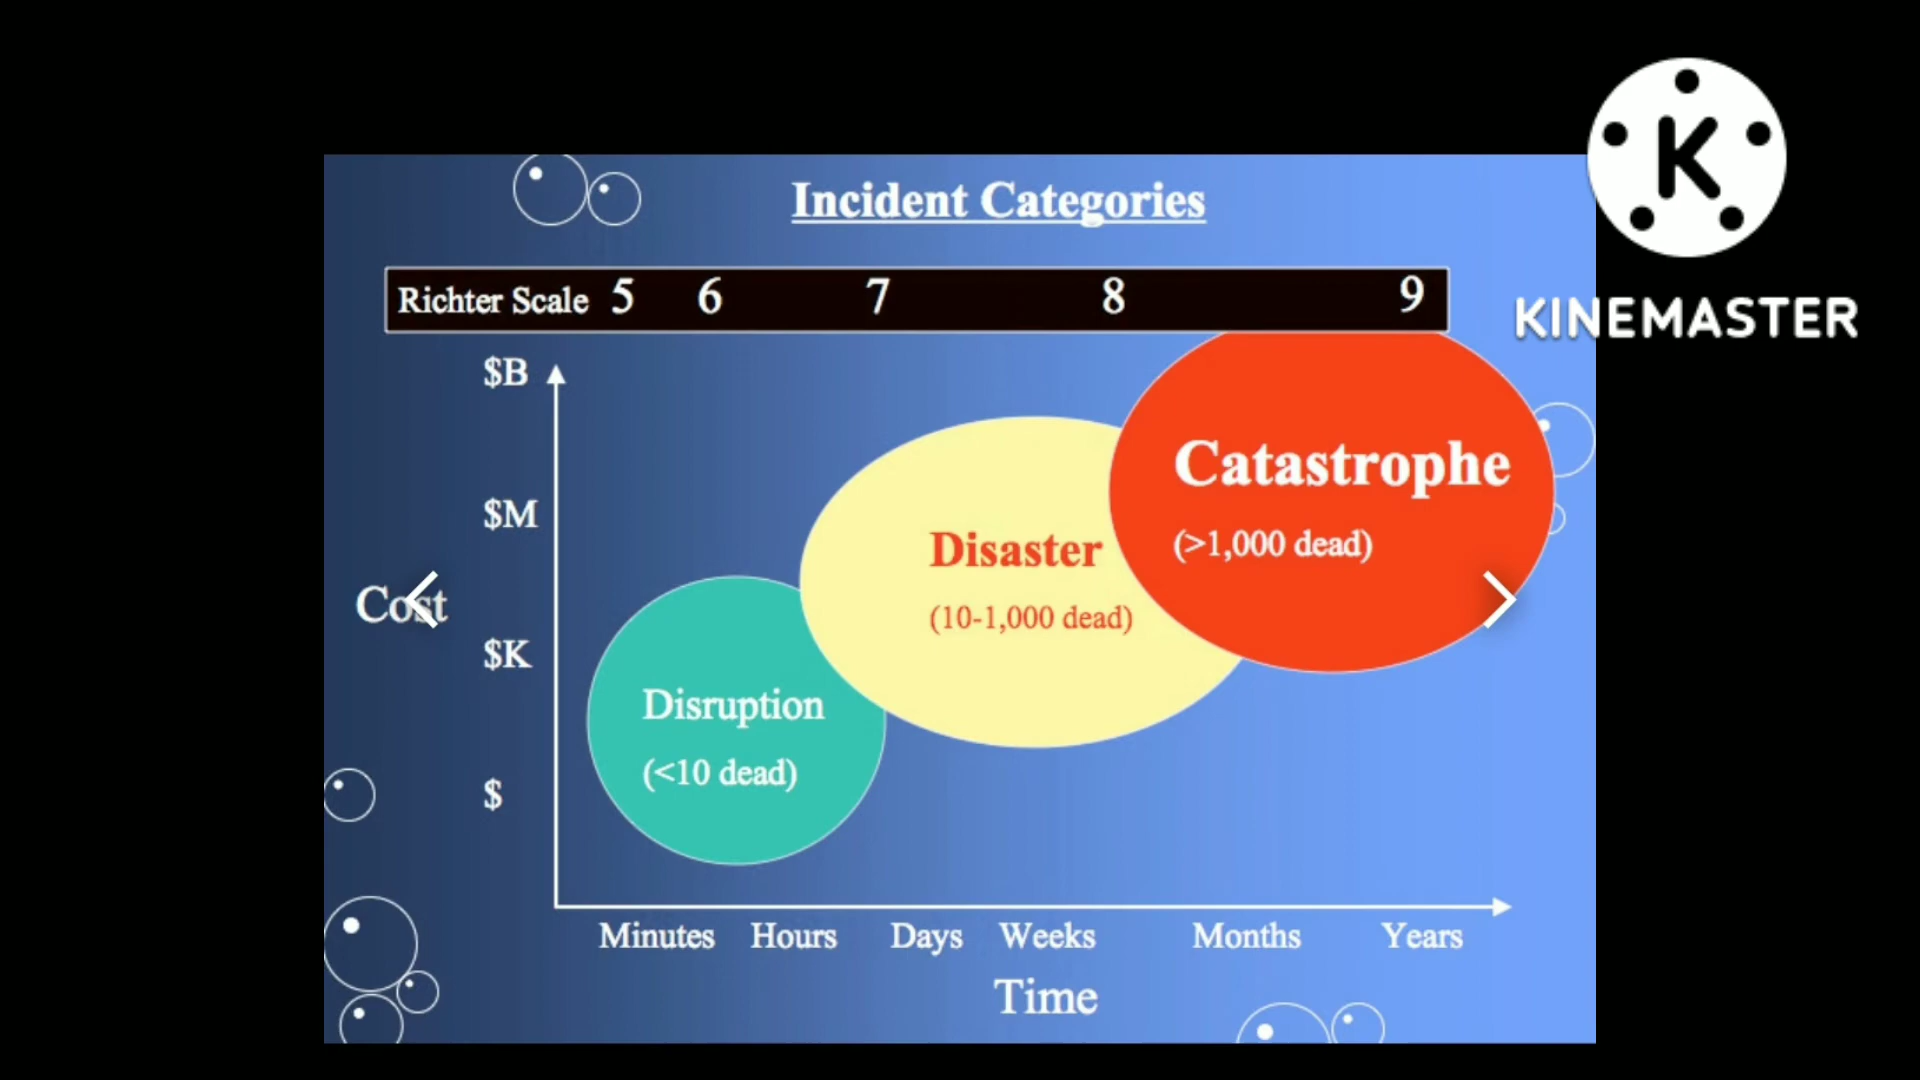 Incident Categories
Richter Scale 5 6 7 8 9
$B
$M
Cost
$K
$
Catastrophe
(>1,000 dead)
Disaster
(10-1,000 dead)
Disruption
(<10 dead)
Minutes Hours Days Weeks Months Years
Time
K
KINEMASTER